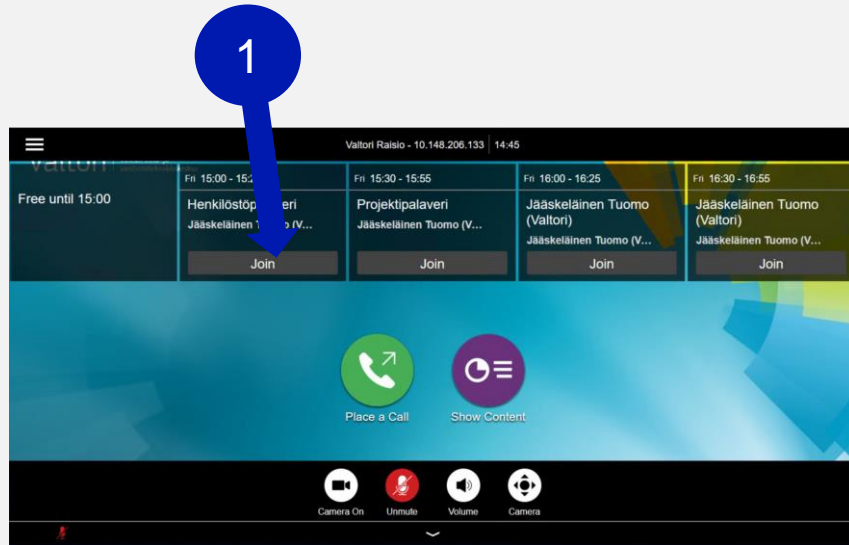 1
Valtori Raisio - 10.148.206.133 14:45
Valtori
Free until 15:00
Fri 15:00 -
Henkilöstöp
Jääskeläinen (V...
Join
Fri 15:30 - 15:55
Projektipalaveri
Jääskeläinen Tuomo (V...
Join
Fri 16:00 - 16:25
Jääskeläinen Tuomo
(Valtori)
Jääskeläinen Tuomo (V...
Join
Fri 16:30 - 16:55
Jääskeläinen Tuomo
(Valtori)
Jääskeläinen Tuomo (V...
Join
Place a Call
Show Content
Camera On
Unmute
Volume
Camera